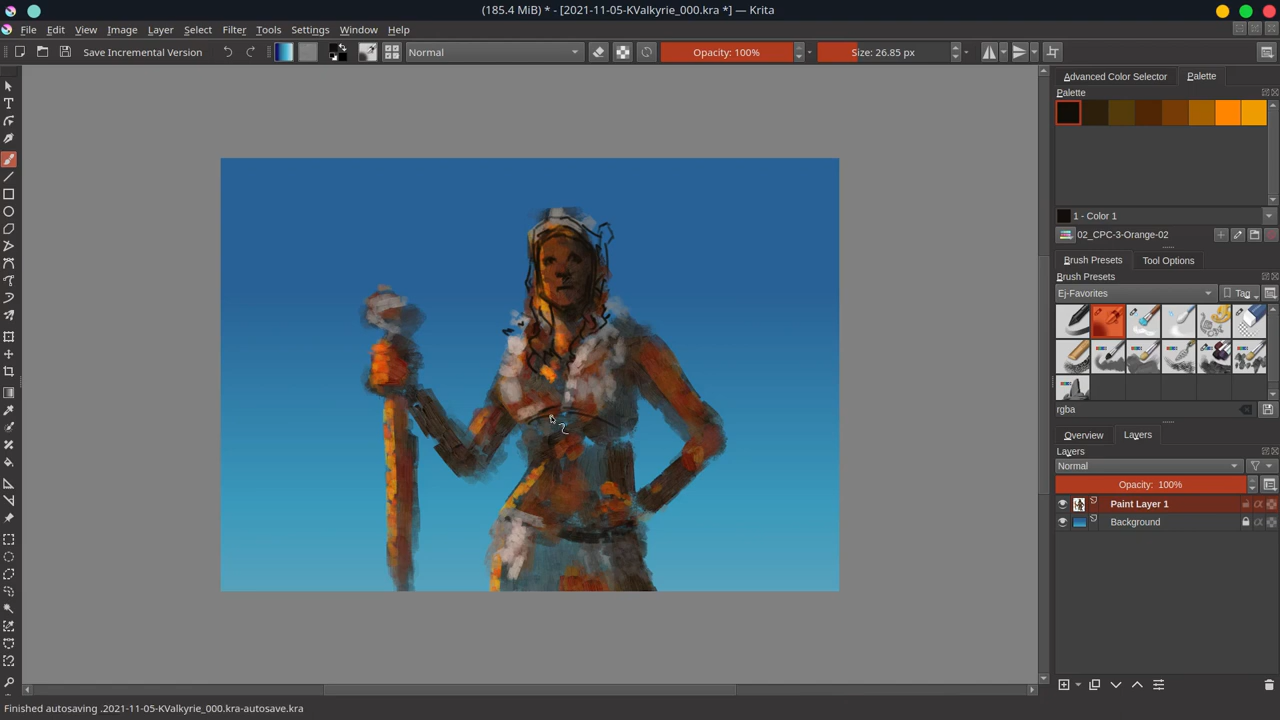 (185.4 MiB) * - [2021-11-05-KValkyrie_000.kra *] — Krita
File Edit View Image Filter Layer Select Settings Tools Window Help
Save Incremental Version Normal Opacity: 100% Size: 26.85 px
Advanced Color Selector Palette
Palette
1 - Color 1
02_CPC-3-Orange-02
Brush Presets Tool Options
Brush Presets
Ej-Favorites Tag
rgba
Overview Layers
Layers
Normal
Opacity: 100%
Paint Layer 1
Background
Finished autosaving .2021-11-05-KValkyrie_000.kra-autosave.kra